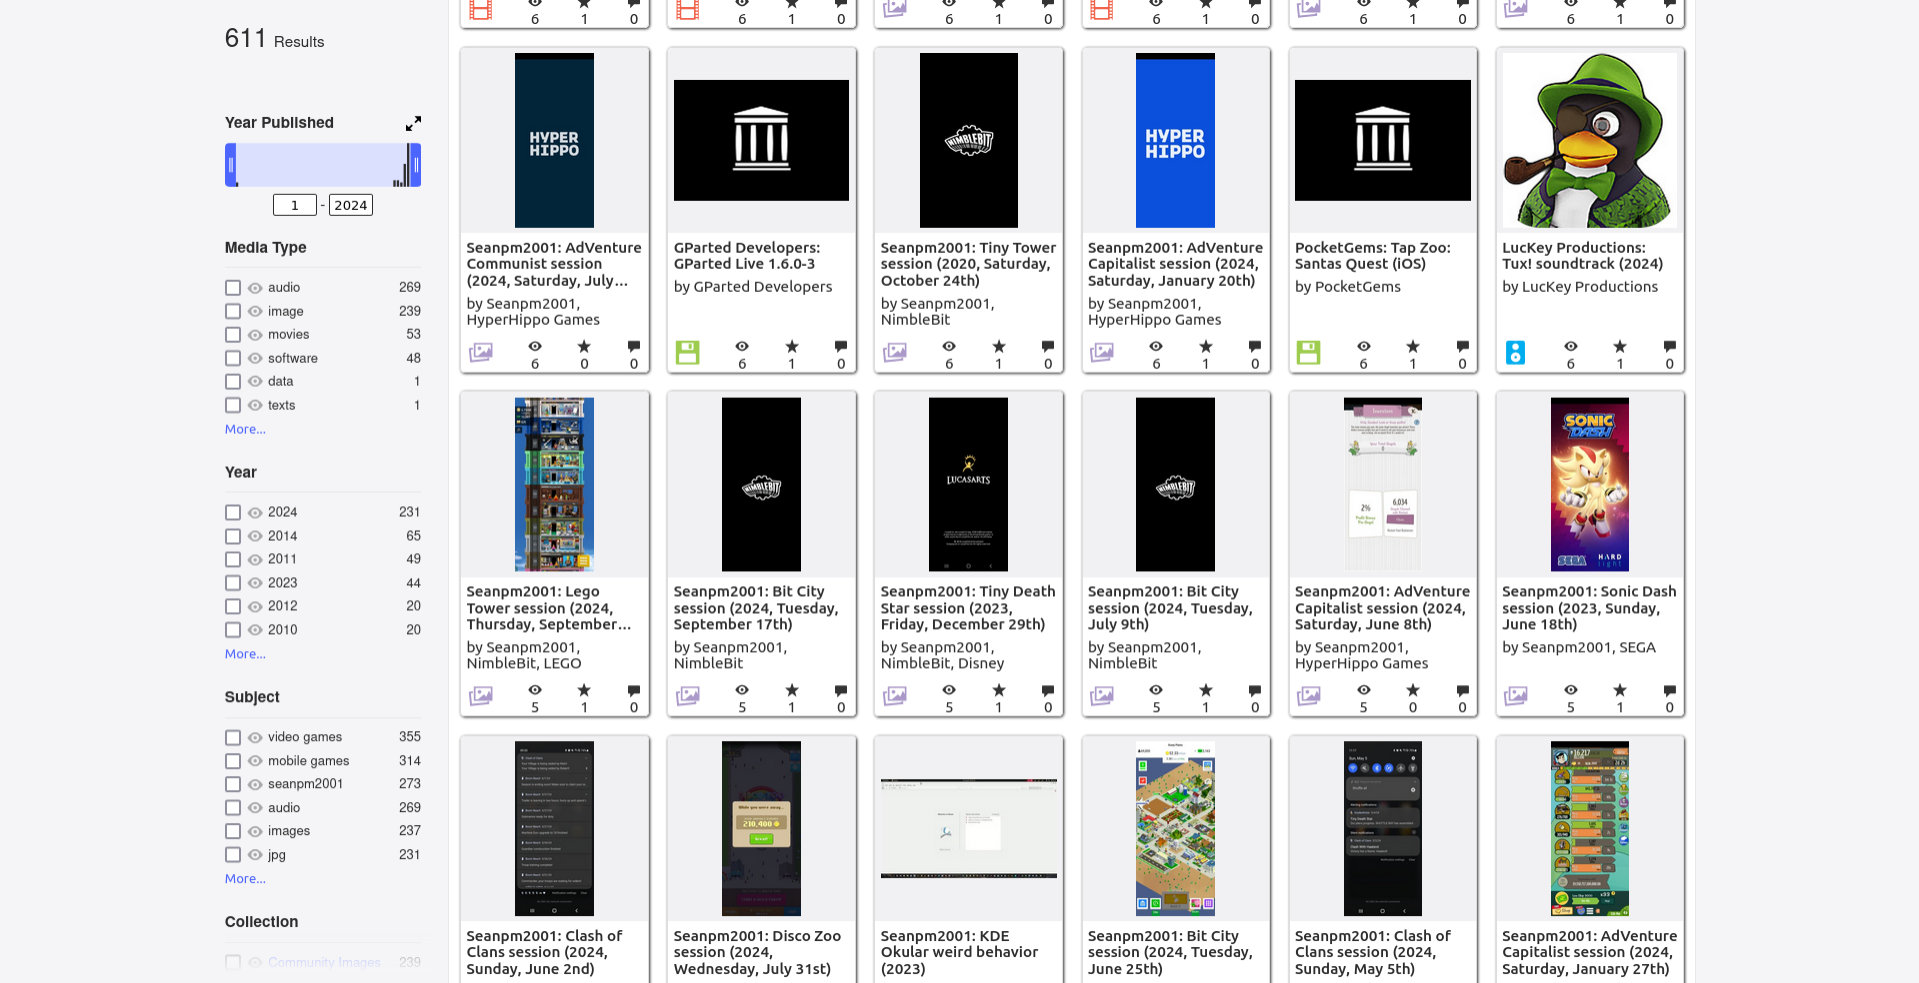 611 Results
Year Published
1 - 2024
Media Type
audio 269
image 239
movies 53
software 48
data 1
texts 1
More...
Year
2024 231
2014 65
2011 49
2023 44
2012 20
2010 20
More...
Subject
video games 355
mobile games 314
seanpm2001 273
audio 269
images 237
jpg 231
More...
Collection
Community Images 239
6 1 0
6 1 0
6 1 0
6 1 0
6 1 0
6 1 0
HYPER
HIPPO
Seanpm2001: AdVenture
Communist session
(2024, Saturday, July...
by Seanpm2001,
HyperHippo Games
6 0 0
GParted Developers:
GParted Live 1.6.0-3
by GParted Developers
6 1 0
NIMBLEBIT
Seanpm2001: Tiny Tower
session (2020, Saturday,
October 24th)
by Seanpm2001,
NimbleBit
6 1 0
HYPER
HIPPO
Seanpm2001: AdVenture
Capitalist session (2024,
Saturday, January 20th)
by Seanpm2001,
HyperHippo Games
6 1 0
PocketGems: Tap Zoo:
Santas Quest (iOS)
by PocketGems
6 1 0
LucKey Productions:
Tux! soundtrack (2024)
by LucKey Productions
6 1 0
Seanpm2001: Lego
Tower session (2024,
Thursday, September...
by Seanpm2001,
NimbleBit, LEGO
5 1 0
NIMBLEBIT
Seanpm2001: Bit City
session (2024, Tuesday,
September 17th)
by Seanpm2001,
NimbleBit
5 1 0
LUCASARTS
Seanpm2001: Tiny Death
Star session (2023,
Friday, December 29th)
by Seanpm2001,
NimbleBit, Disney
5 1 0
NIMBLEBIT
Seanpm2001: Bit City
session (2024, Tuesday,
July 9th)
by Seanpm2001,
NimbleBit
5 1 0
Investors
2%
6.034
Seanpm2001: AdVenture
Capitalist session (2024,
Saturday, June 8th)
by Seanpm2001,
HyperHippo Games
5 0 0
SONIC
DASH
SEGA
HARD
light
Seanpm2001: Sonic Dash
session (2023, Sunday,
June 18th)
by Seanpm2001, SEGA
5 1 0
Seanpm2001: Clash of
Clans session (2024,
Sunday, June 2nd)
While you were away...
210,400
Seanpm2001: Disco Zoo
session (2024,
Wednesday, July 31st)
Seanpm2001: KDE
Okular weird behavior
(2023)
Seanpm2001: Bit City
session (2024, Tuesday,
June 25th)
Sun, May 5
Seanpm2001: Clash of
Clans session (2024,
Sunday, May 5th)
16.217
Seanpm2001: AdVenture
Capitalist session (2024,
Saturday, January 27th)